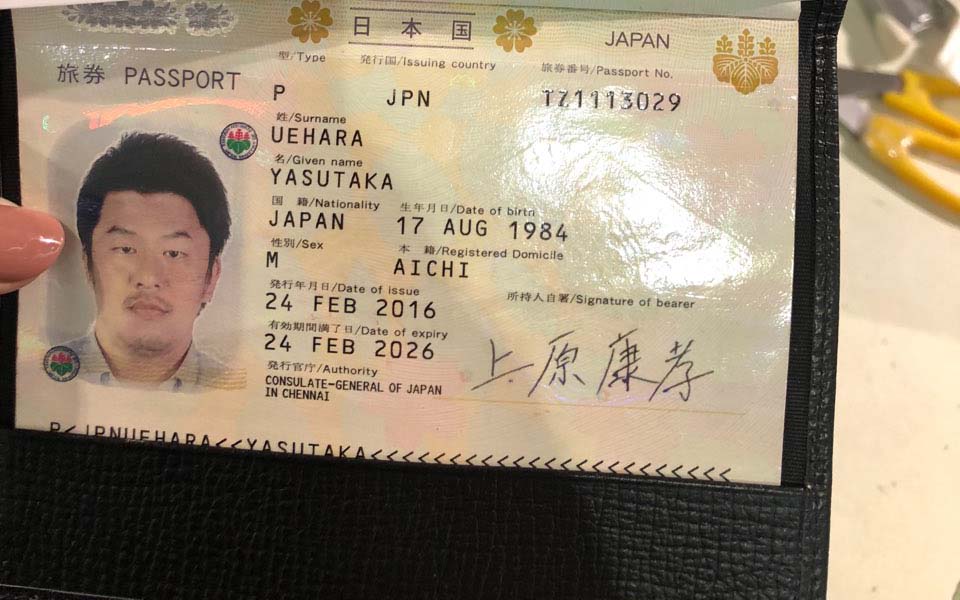 日本国 JAPAN
旅券 PASSPORT
型/Type 発行国/Issuing country 旅券番号/Passport No.
P JPN TZ1113029
姓/Surname
UEHARA
名/Given name
YASUTAKA
国 籍/Nationality 生年月日/Date of birth
JAPAN 17 AUG 1984
性別/Sex 本 籍/Registered Domicile
M AICHI
発行年月日/Date of issue 所持人自署/Signature of bearer
24 FEB 2016
有効期間満了日/Date of expiry
24 FEB 2026
上原康孝
発行官庁/Authority
CONSULATE-GENERAL OF JAPAN
IN CHENNAI
P<JPNUEHARA<<YASUTAKA<<<<<<<<<<<<<<<<<<<<<<<